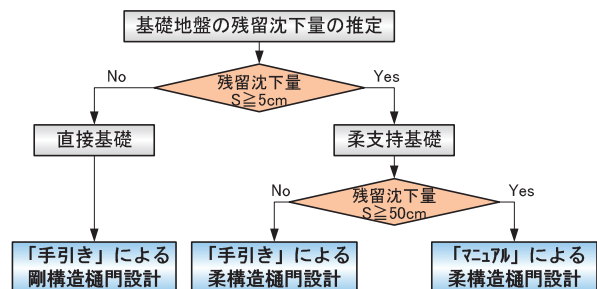 基礎地盤の残留沈下量の推定
No
残留沈下量
S≧5cm
Yes
直接基礎
柔支持基礎
No
残留沈下量
S≧50cm
Yes
「手引き」による
剛構造樋門設計
「手引き」による
柔構造樋門設計
「ﾏﾆｭｱﾙ」による
柔構造樋門設計